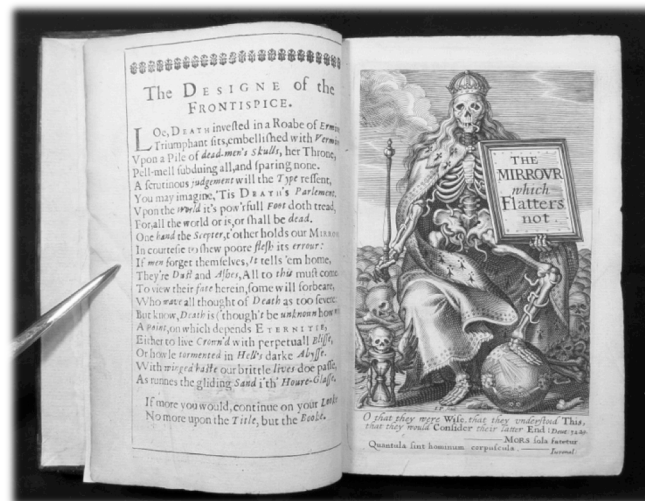 The DESIGNE of the
FRONTISPICE.
LOe, DEATH invested in a Roabe of
Triumphant sits, embellished with
Vpon a Pile of dead-men's Skulls, her Throne,
Pell-mell subduing all, and sparing none.
A scrutinous judgement will the Type ressent,
You may imagine, 'Tis DEATH's Parlement,
Vpon the world it's pow'rfull Foot doth tread,
For, all the world or is, or shall be dead.
One hand the Scepter, t'other holds our
In courtesie to shew poore flesh its errour:
If men forget themselves, It tells 'em home,
They're Dust and Ashes, All to this must come
To view their fate herein, some will forbeare,
Who wave all thought of Death as too severe:
But know, Death is (though't be unknown
A Point, on which depends ETERNITIE,
Either to live Crown'd with perpetuall Blisse,
Or howle tormented in Hell's darke Abysse.
With winged haste our brittle lives doe passe,
As runnes the gliding Sand i'th' Houre-Glasse.
If more you would, continue on your
No more upon the Title, but the Booke.
THE
MIRROVR
which
Flatters
not.
O that they were Wise, that they understood This,
that they would Consider their latter End! Deut: 32.29.
MORS sola fatetur
Quantula sint hominum corpuscula. Juvenal: